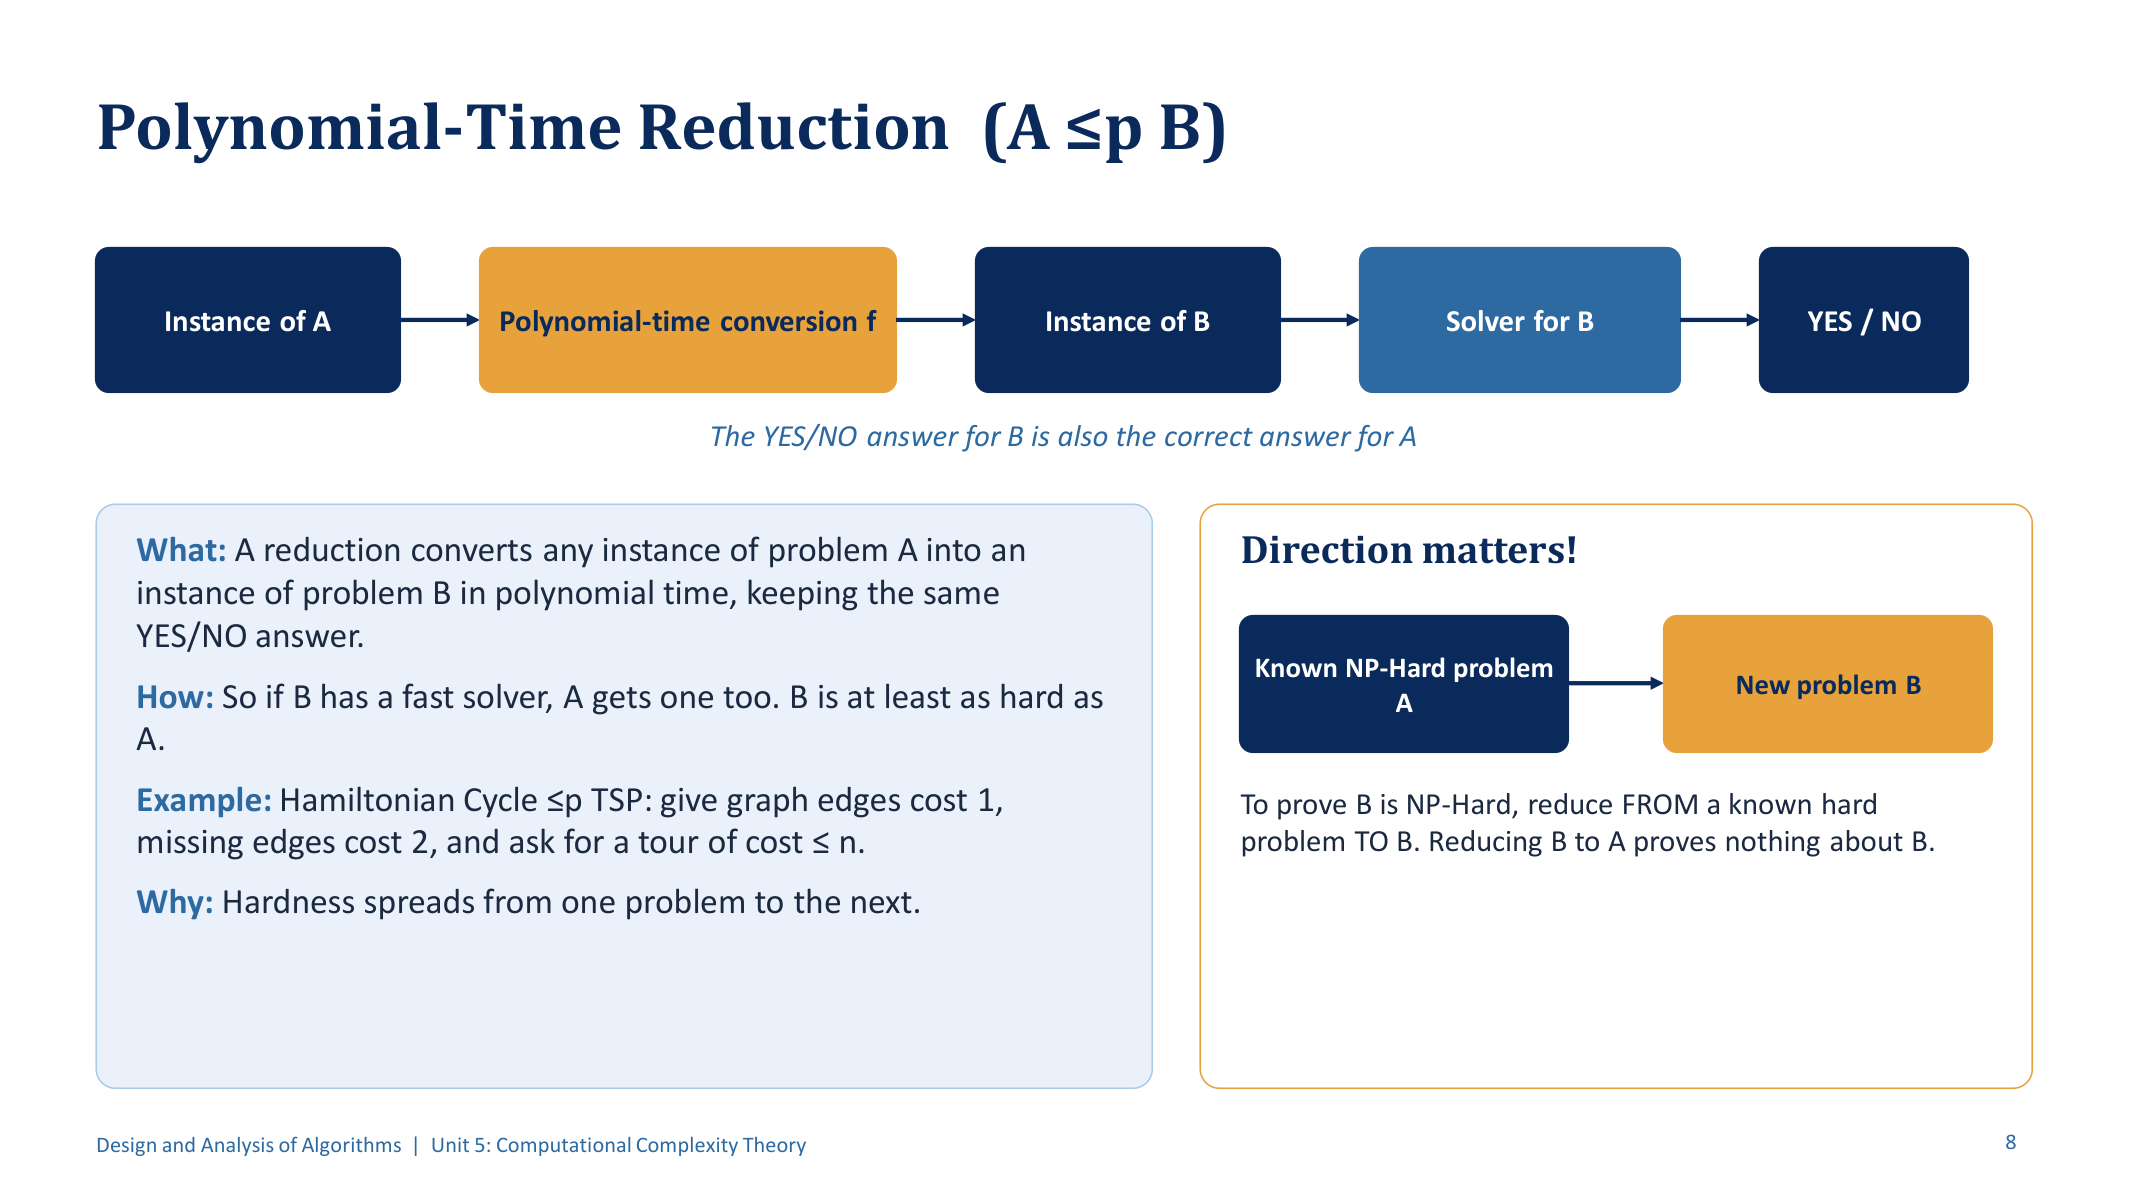 Polynomial-Time Reduction (A ≤p B)
Instance of A
Polynomial-time conversion f
Instance of B
Solver for B
YES / NO
The YES/NO answer for B is also the correct answer for A
What: A reduction converts any instance of problem A into an
instance of problem B in polynomial time, keeping the same
YES/NO answer.
How: So if B has a fast solver, A gets one too. B is at least as hard as
A.
Example: Hamiltonian Cycle ≤p TSP: give graph edges cost 1,
missing edges cost 2, and ask for a tour of cost ≤ n.
Why: Hardness spreads from one problem to the next.
Direction matters!
Known NP-Hard problem
A
New problem B
To prove B is NP-Hard, reduce FROM a known hard
problem TO B. Reducing B to A proves nothing about B.
Design and Analysis of Algorithms | Unit 5: Computational Complexity Theory
8